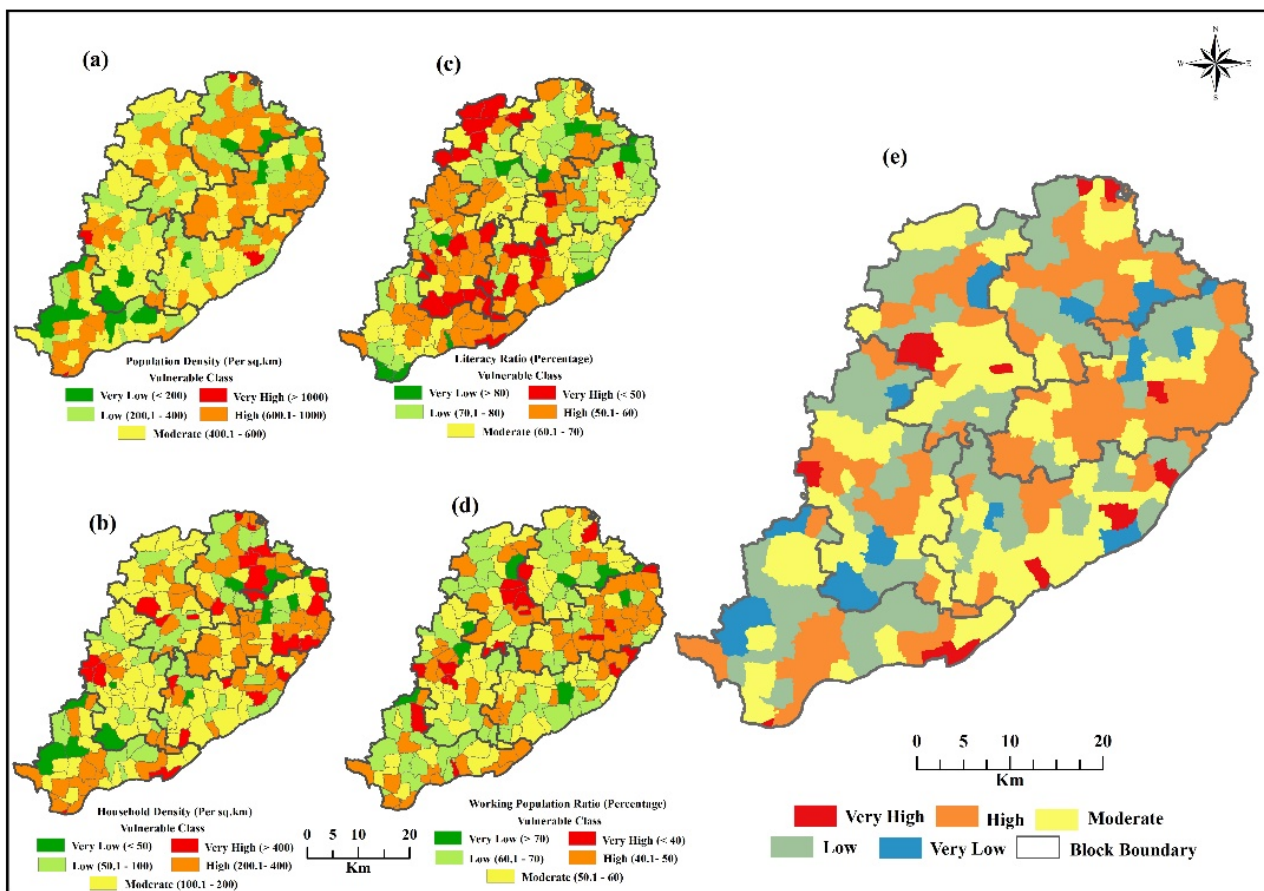 (a)
(c)
N
W E
S
(e)
Population Density (Per sq.km)
Vulnerable Class
Very Low (< 200) Very High (> 1000)
Low (200.1 - 400) High (600.1- 1000)
Moderate (400.1 - 600)
Literacy Ratio (Percentage)
Vulnerable Class
Very Low (> 80) Very High (< 50)
Low (70.1 - 80) High (50.1 - 60)
Moderate (60.1 - 70)
(b)
(d)
Household Density (Per sq.km)
Vulnerable Class
Very Low (< 50) Very High (> 400)
Low (50.1 - 100) High (200.1- 400)
Moderate (100.1 - 200)
0 5 10 20
Km
Working Population Ratio (Percentage)
Vulnerable Class
Very Low (> 70) Very High (< 40)
Low (60.1 - 70) High (40.1- 50)
Moderate (50.1 - 60)
0 5 10 20
Km
Very High High Moderate
Low Very Low Block Boundary